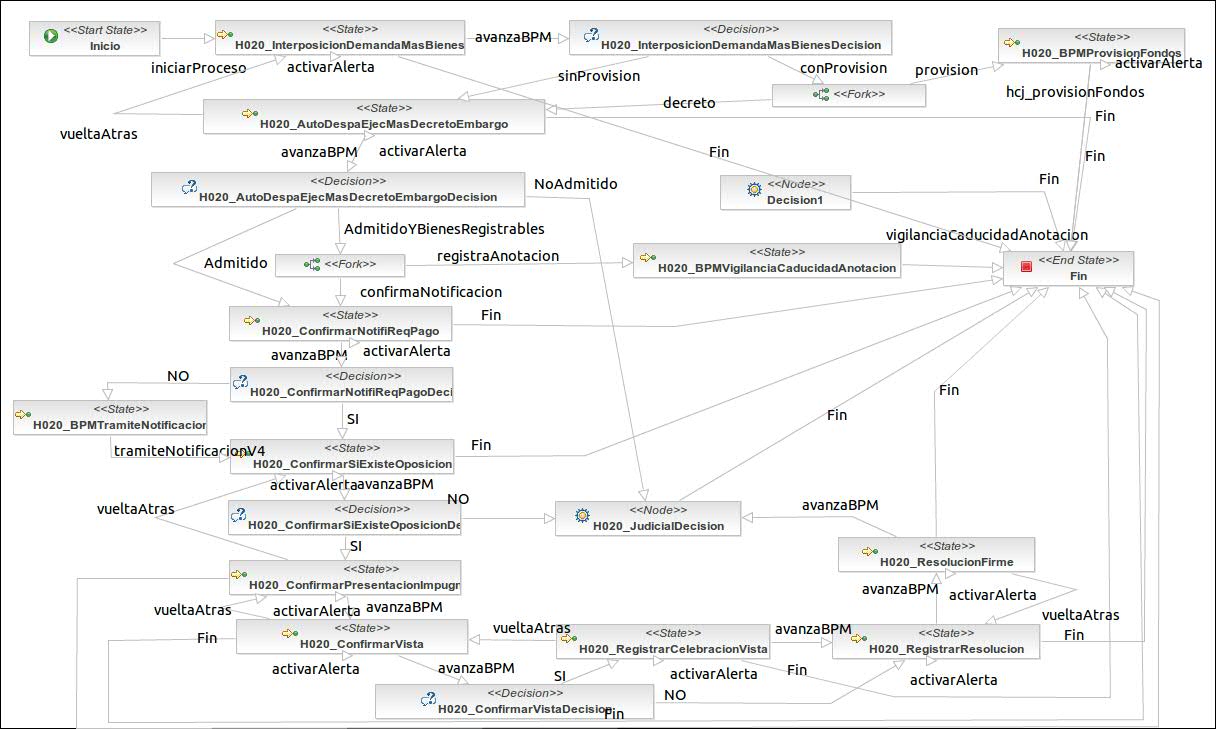 <<Start State>>
Inicio
<<State>>
H020_InterposicionDemandaMasBienes
avanzaBPM
<<Decision>>
H020_InterposicionDemandaMasBienesDecision
<<State>>
H020_BPMProvisionFondos
activarAlerta
iniciarProceso
activarAlerta
sinProvision
conProvision
provision
hcj_provisionFondos
<<Fork>>
decreto
<<State>>
H020_AutoDespaEjecMasDecretoEmbargo
Fin
vueltaAtras
avanzaBPM
activarAlerta
Fin
Fin
<<Decision>>
H020_AutoDespaEjecMasDecretoEmbargoDecision
NoAdmitido
<<Node>>
Decision1
Fin
AdmitidoYBienesRegistrables
vigilanciaCaducidadAnotacion
Admitido
<<Fork>>
registraAnotacion
<<State>>
H020_BPMVigilanciaCaducidadAnotacion
<<End State>>
Fin
confirmaNotificacion
<<State>>
H020_ConfirmarNotifiReqPago
Fin
avanzaBPM
activarAlerta
NO
<<Decision>>
H020_ConfirmarNotifiReqPagoDeci
Fin
<<State>>
H020_BPMTramiteNotificacion
SI
Fin
tramiteNotificacionV4
<<State>>
H020_ConfirmarSiExisteOposicion
Fin
activarAlerta
avanzaBPM
NO
vueltaAtras
<<Decision>>
H020_ConfirmarSiExisteOposicionDe
<<Node>>
H020_JudicialDecision
avanzaBPM
SI
<<State>>
H020_ResolucionFirme
<<State>>
H020_ConfirmarPresentacionImpugn
avanzaBPM
activarAlerta
vueltaAtras
activarAlerta
avanzaBPM
vueltaAtras
Fin
<<State>>
H020_ConfirmarVista
vueltaAtras
<<State>>
H020_RegistrarCelebracionVista
avanzaBPM
<<State>>
H020_RegistrarResolucion
Fin
activarAlerta
avanzaBPM
SI
activarAlerta
Fin
activarAlerta
<<Decision>>
H020_ConfirmarVistaDecision
NO
Fin